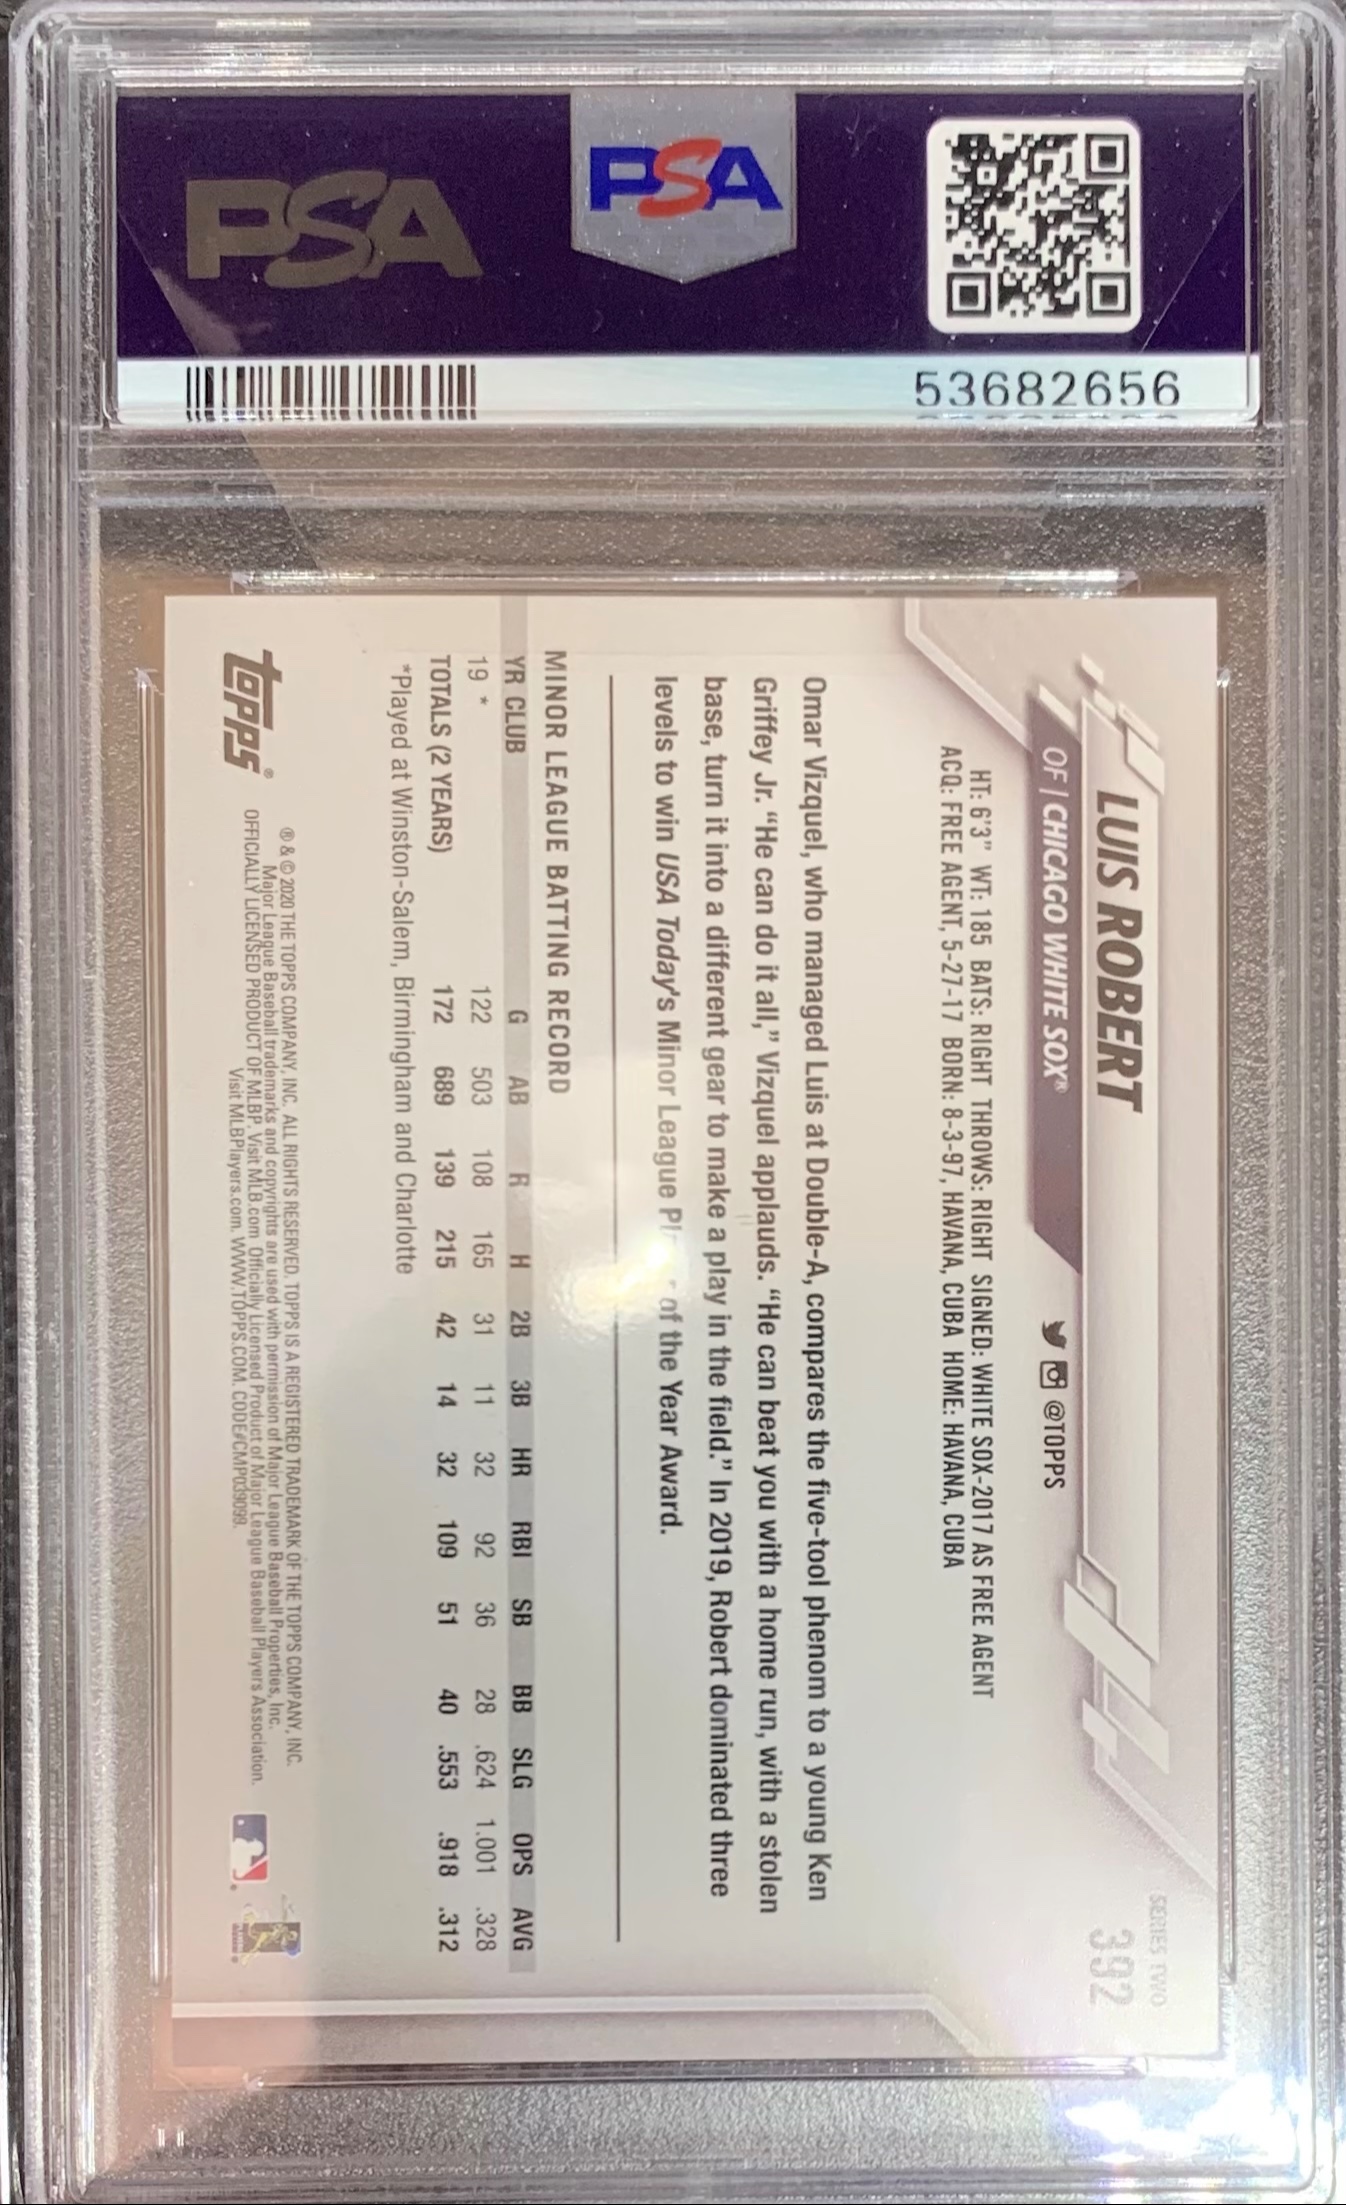 PSA
PSA
53682656
SERIES TWO
392
LUIS ROBERT
OF | CHICAGO WHITE SOX®
@TOPPS
HT: 6'3" WT: 185 BATS: RIGHT THROWS: RIGHT SIGNED: WHITE SOX-2017 AS FREE AGENT
ACQ: FREE AGENT, 5-27-17 BORN: 8-3-97, HAVANA, CUBA HOME: HAVANA, CUBA
Omar Vizquel, who managed Luis at Double-A, compares the five-tool phenom to a young Ken
Griffey Jr. “He can do it all,” Vizquel applauds. “He can beat you with a home run, with a stolen
base, turn it into a different gear to make a play in the field.” In 2019, Robert dominated three
levels to win USA Today's Minor League of the Year Award.
MINOR LEAGUE BATTING RECORD
YR CLUB G AB R H 2B 3B HR RBI SB BB SLG OPS AVG
19 * 122 503 108 165 31 11 32 92 36 28 .624 1.001 .328
TOTALS (2 YEARS) 172 689 139 215 42 14 32 109 51 40 .553 .918 .312
*Played at Winston-Salem, Birmingham and Charlotte
topps®
® & © 2020 THE TOPPS COMPANY, INC. ALL RIGHTS RESERVED. TOPPS IS A REGISTERED TRADEMARK OF THE TOPPS COMPANY, INC.
Major League Baseball trademarks and copyrights are used with permission of Major League Baseball Properties, Inc.
OFFICIALLY LICENSED PRODUCT OF MLBP. Visit MLB.com Officially Licensed Product of Major League Baseball Players Association.
Visit MLBPlayers.com. WWW.TOPPS.COM. CODE#CMP039098.